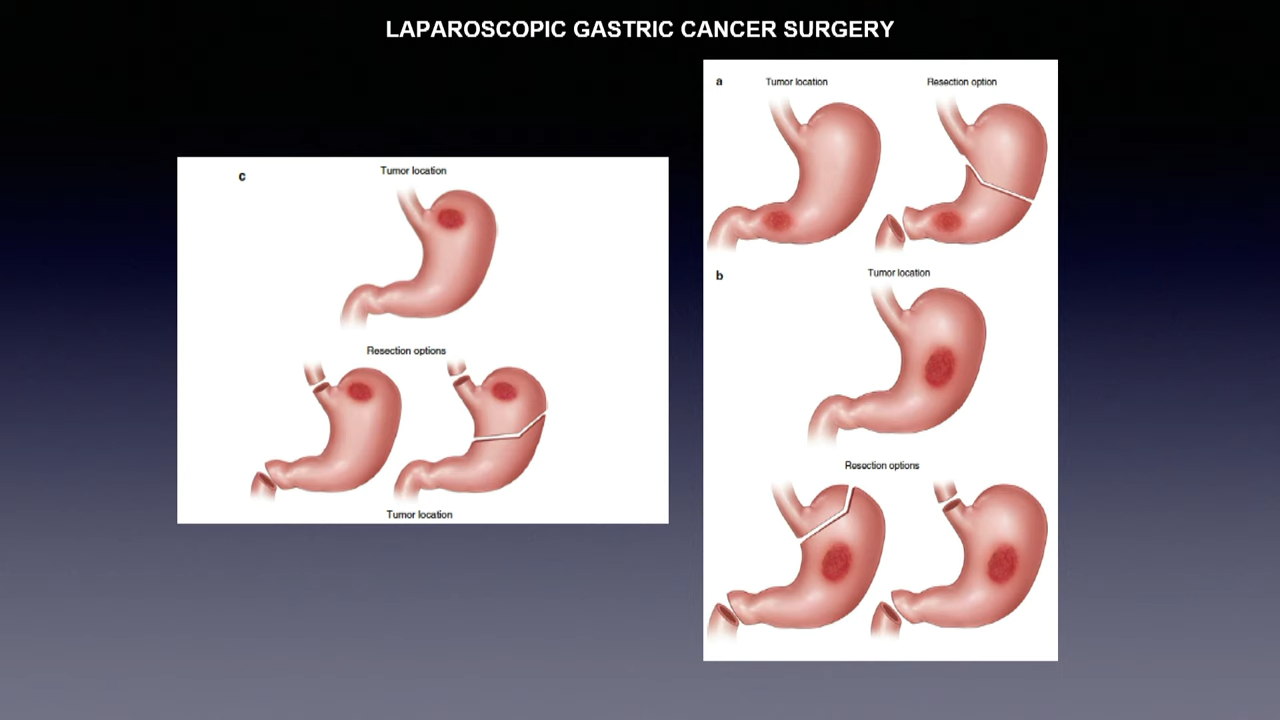 LAPAROSCOPIC GASTRIC CANCER SURGERY
c
Tumor location
Resection options
Tumor location
a
Tumor location
Resection option
b
Tumor location
Resection options